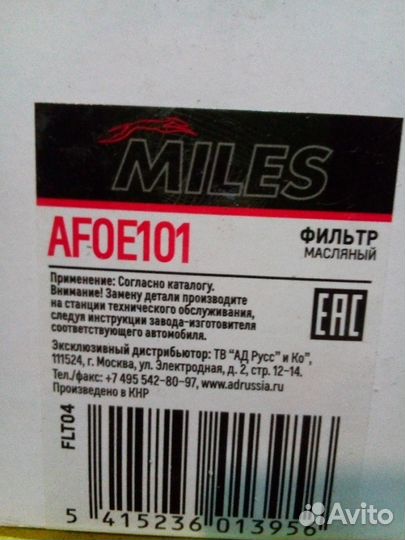 MILES
AFOE101
ФИЛЬТР
МАСЛЯНЫЙ
Применение: Согласно каталогу.
Внимание! Замену детали производите
на станции технического обслуживания,
следуя инструкции завода-изготовителя
соответствующего автомобиля.
EAC
Эксклюзивный дистрибьютор: ТВ "АД Русс" и Ко",
111524, г. Москва, ул. Электродная, д. 2, стр. 12-14.
Тел./факс: +7 495 542-80-97, www.adrussia.ru
Произведено в КНР
FLT04
5 415236 013956
Avito